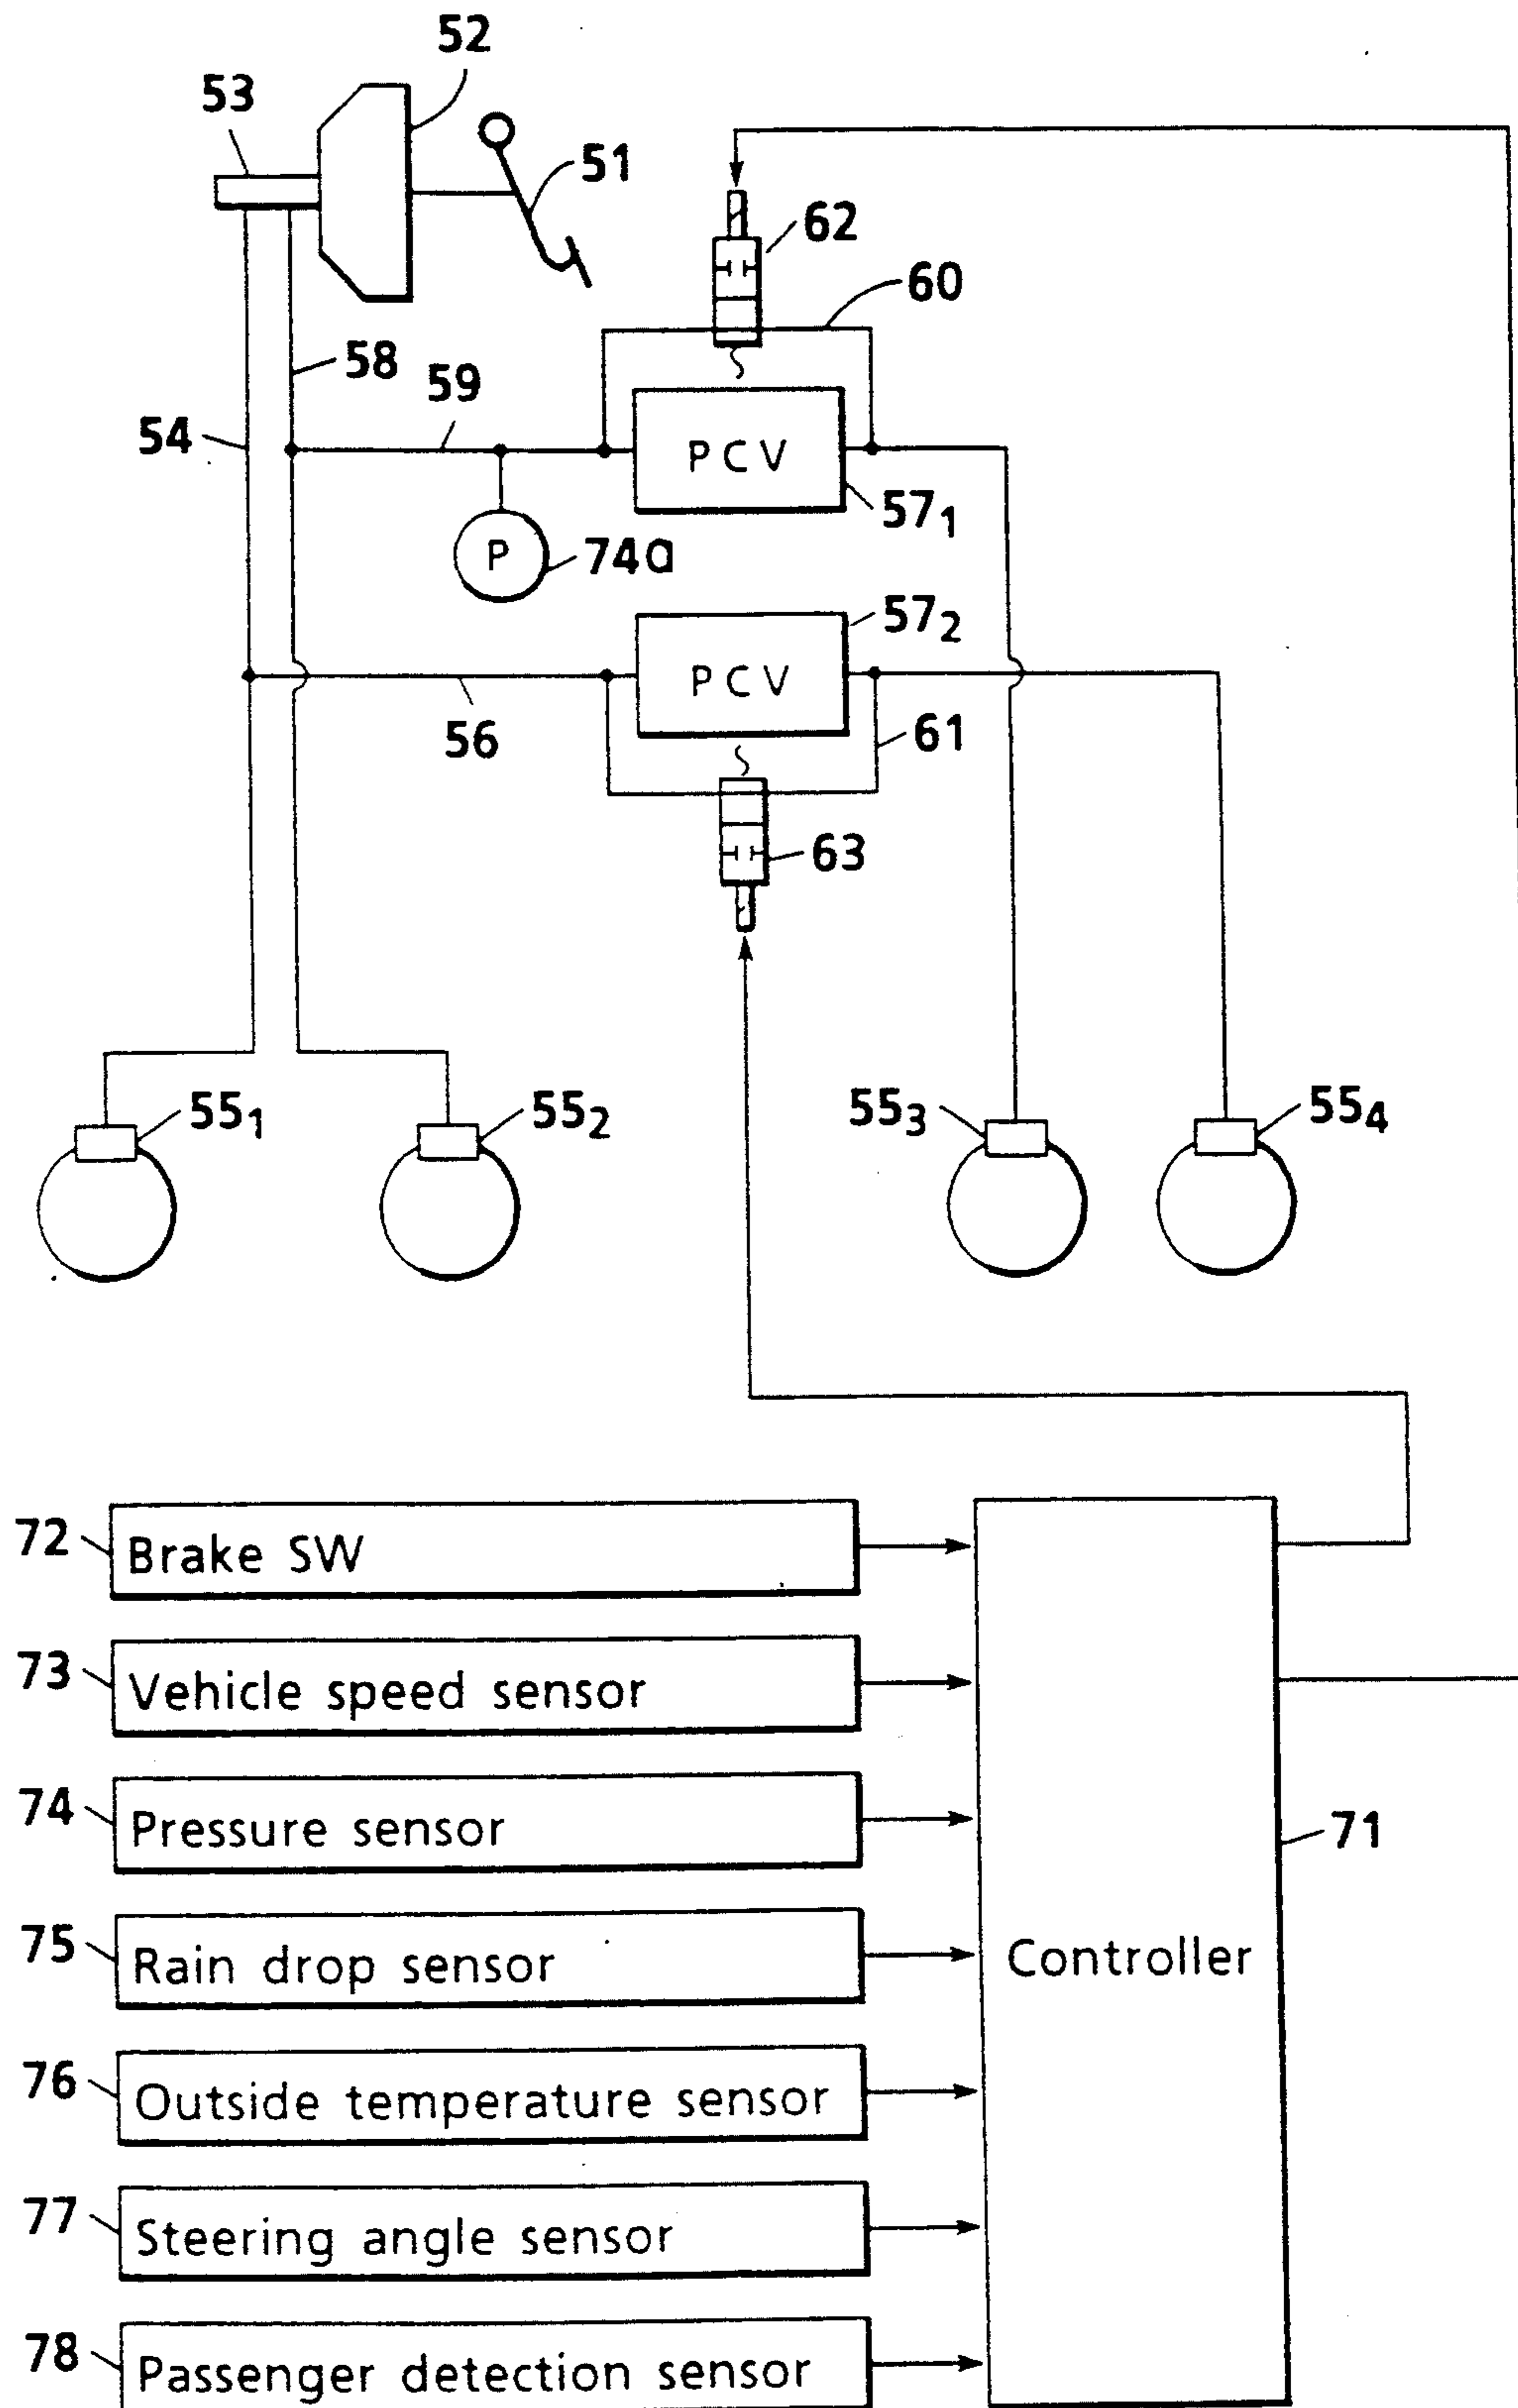 52
53
51
62
60
58
59
54
PCV
57₁
P
74a
57₂
PCV
56
61
63
55₁
55₂
55₃
55₄
72
Brake SW
73
Vehicle speed sensor
74
Pressure sensor
71
75
Rain drop sensor
Controller
76
Outside temperature sensor
77
Steering angle sensor
78
Passenger detection sensor